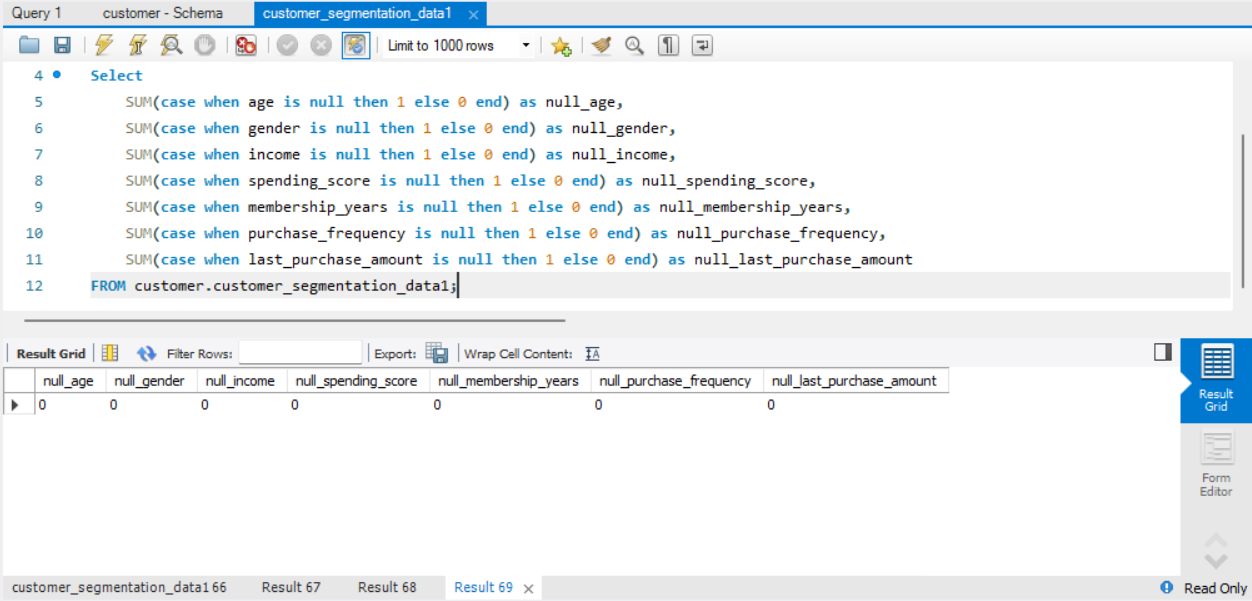 Query 1 customer - Schema customer_segmentation_data1
Limit to 1000 rows
4 Select
5 SUM(case when age is null then 1 else 0 end) as null_age,
6 SUM(case when gender is null then 1 else 0 end) as null_gender,
7 SUM(case when income is null then 1 else 0 end) as null_income,
8 SUM(case when spending_score is null then 1 else 0 end) as null_spending_score,
9 SUM(case when membership_years is null then 1 else 0 end) as null_membership_years,
10 SUM(case when purchase_frequency is null then 1 else 0 end) as null_purchase_frequency,
11 SUM(case when last_purchase_amount is null then 1 else 0 end) as null_last_purchase_amount
12 FROM customer.customer_segmentation_data1;
Result Grid Filter Rows: Export: Wrap Cell Content:
null_age null_gender null_income null_spending_score null_membership_years null_purchase_frequency null_last_purchase_amount
0 0 0 0 0 0 0
Result
Grid
Form
Editor
customer_segmentation_data1 66 Result 67 Result 68 Result 69 Read Only